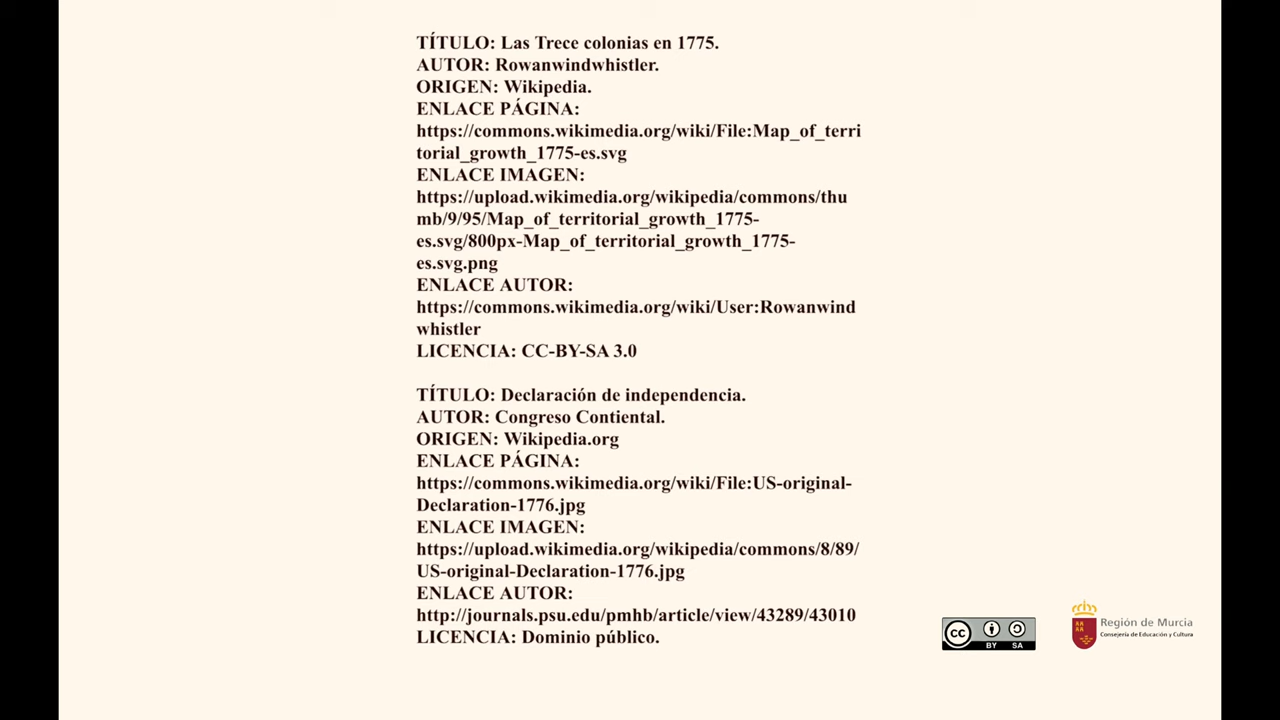 TÍTULO: Las Trece colonias en 1775.
AUTOR: Rowanwindwhistler.
ORIGEN: Wikipedia.
ENLACE PÁGINA:
https://commons.wikimedia.org/wiki/File:Map_of_terri
torial_growth_1775-es.svg
ENLACE IMAGEN:
https://upload.wikimedia.org/wikipedia/commons/thu
mb/9/95/Map_of_territorial_growth_1775-
es.svg/800px-Map_of_territorial_growth_1775-
es.svg.png
ENLACE AUTOR:
https://commons.wikimedia.org/wiki/User:Rowanwind
whistler
LICENCIA: CC-BY-SA 3.0
TÍTULO: Declaración de independencia.
AUTOR: Congreso Contiental.
ORIGEN: Wikipedia.org
ENLACE PÁGINA:
https://commons.wikimedia.org/wiki/File:US-original-
Declaration-1776.jpg
ENLACE IMAGEN:
https://upload.wikimedia.org/wikipedia/commons/8/89/
US-original-Declaration-1776.jpg
ENLACE AUTOR:
http://journals.psu.edu/pmhb/article/view/43289/43010
LICENCIA: Dominio público.
cc
BY SA
Región de Murcia
Consejería de Educación y Cultura